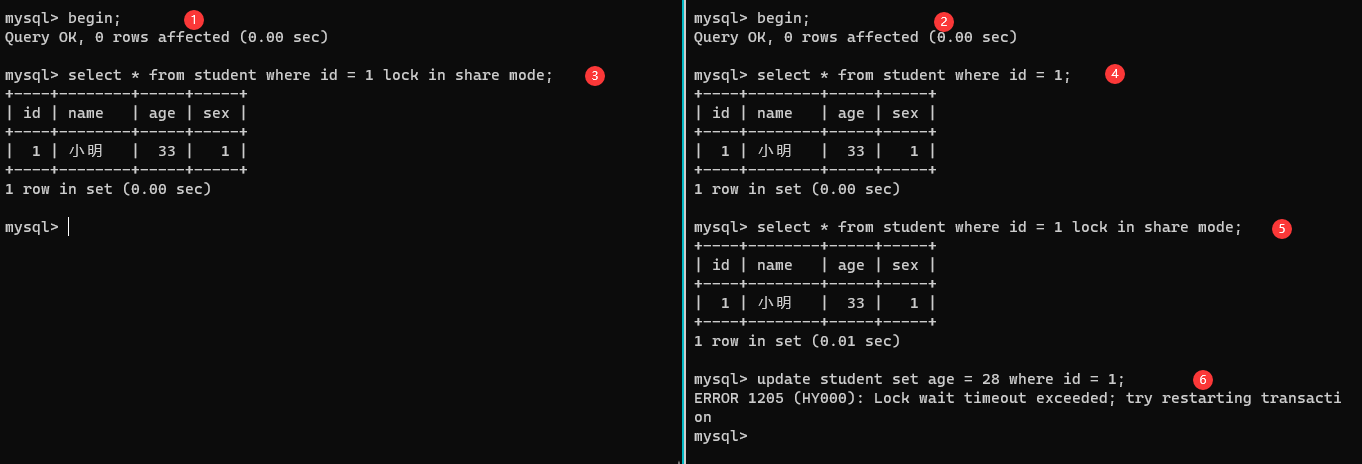 mysql> begin; 1
Query OK, 0 rows affected (0.00 sec)
mysql> select * from student where id = 1 lock in share mode; 3
+----+--------+-----+-----+
| id | name   | age | sex |
+----+--------+-----+-----+
|  1 | 小明   |  33 |   1 |
+----+--------+-----+-----+
1 row in set (0.00 sec)
mysql>
mysql> begin; 2
Query OK, 0 rows affected (0.00 sec)
mysql> select * from student where id = 1; 4
+----+--------+-----+-----+
| id | name   | age | sex |
+----+--------+-----+-----+
|  1 | 小明   |  33 |   1 |
+----+--------+-----+-----+
1 row in set (0.00 sec)
mysql> select * from student where id = 1 lock in share mode; 5
+----+--------+-----+-----+
| id | name   | age | sex |
+----+--------+-----+-----+
|  1 | 小明   |  33 |   1 |
+----+--------+-----+-----+
1 row in set (0.01 sec)
mysql> update student set age = 28 where id = 1; 6
ERROR 1205 (HY000): Lock wait timeout exceeded; try restarting transacti
on
mysql>